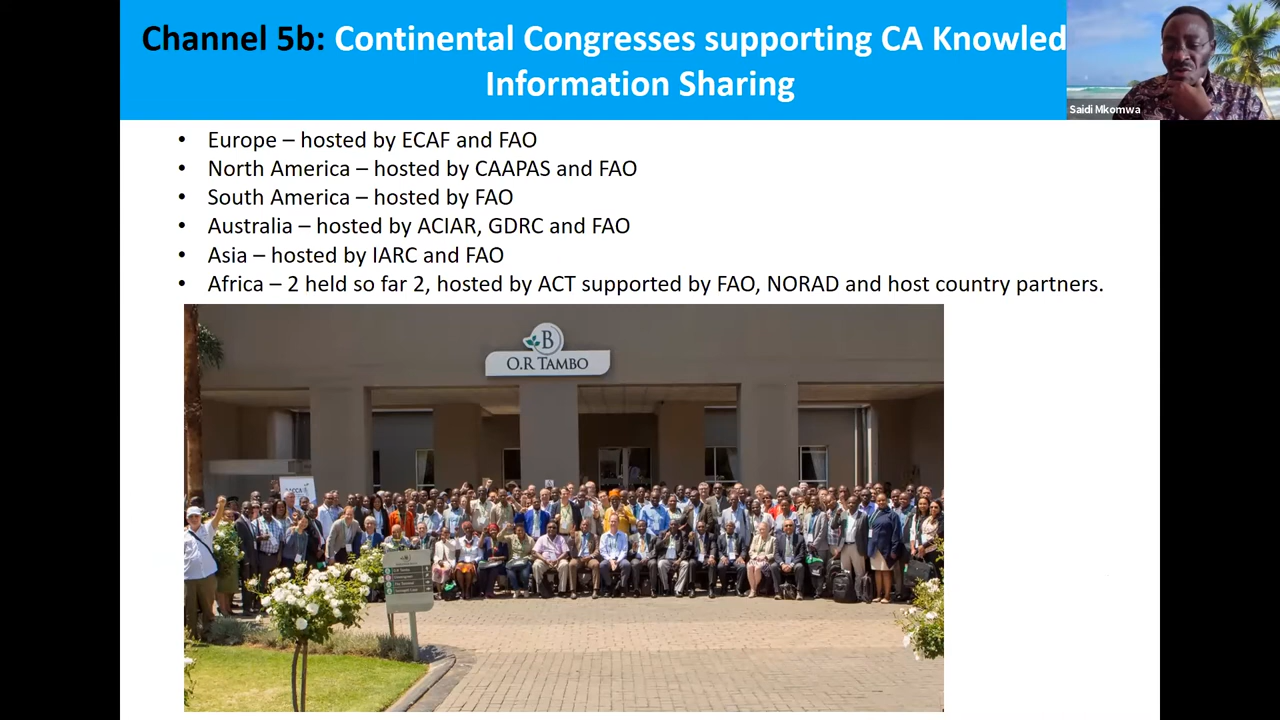 Channel 5b: Continental Congresses supporting CA Knowled
Information Sharing
Saidi Mkomwa
• Europe – hosted by ECAF and FAO
• North America – hosted by CAAPAS and FAO
• South America – hosted by FAO
• Australia – hosted by ACIAR, GDRC and FAO
• Asia – hosted by IARC and FAO
• Africa – 2 held so far 2, hosted by ACT supported by FAO, NORAD and host country partners.
B
O.R TAMBO